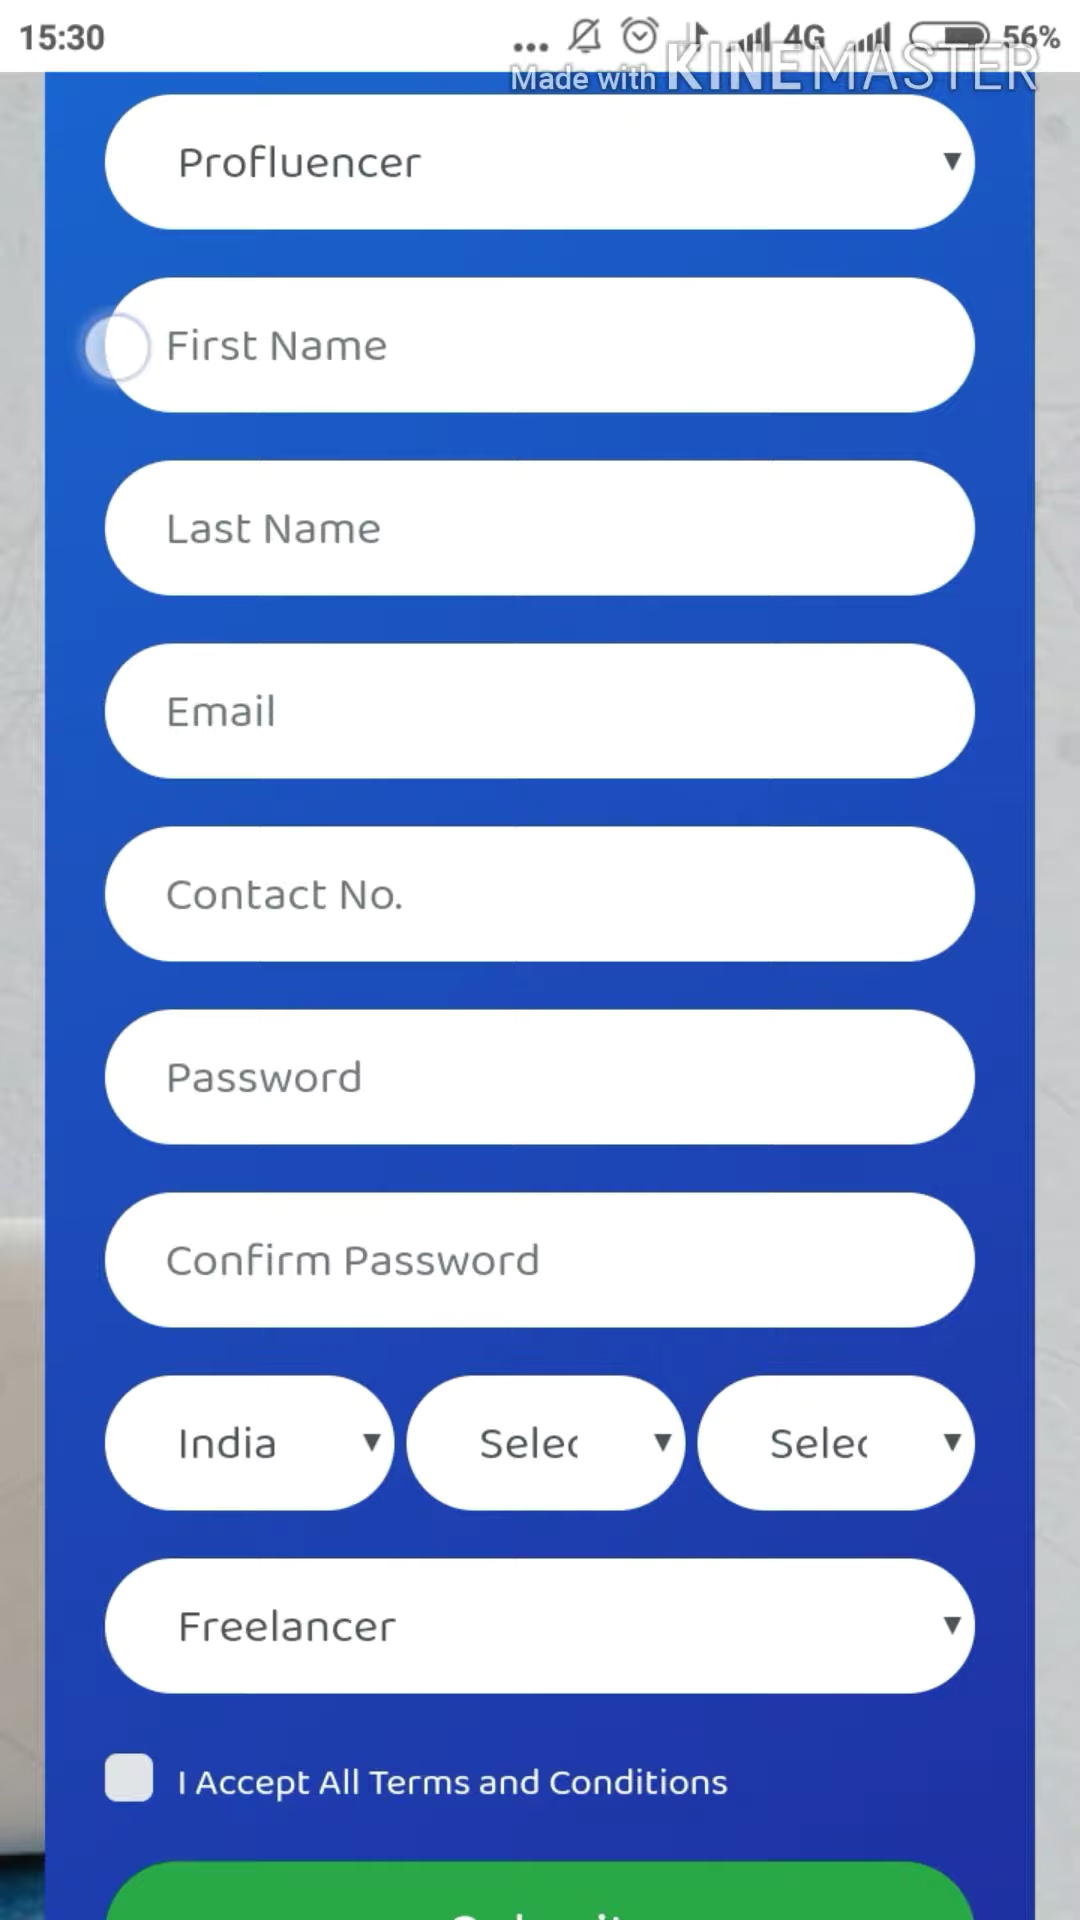 15:30 ... 4G 56%
Made with KINEMASTER
Profluencer ▼
First Name
Last Name
Email
Contact No.
Password
Confirm Password
India ▼ Selec ▼ Selec ▼
Freelancer ▼
I Accept All Terms and Conditions